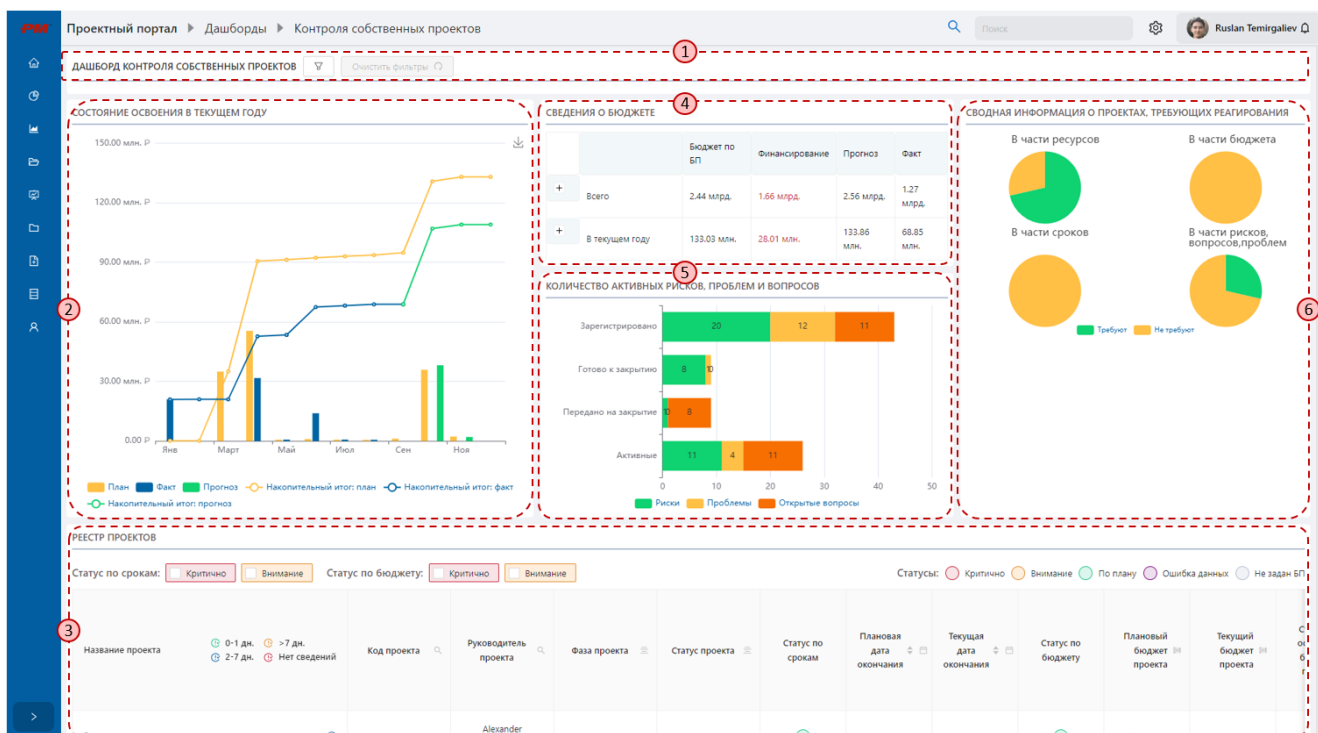 PM
Проектный портал ▶ Дашборды ▶ Контроля собственных проектов
Поиск
Ruslan Temirgaliev
1
ДАШБОРД КОНТРОЛЯ СОБСТВЕННЫХ ПРОЕКТОВ
Очистить фильтры
2
СОСТОЯНИЕ ОСВОЕНИЯ В ТЕКУЩЕМ ГОДУ
150.00 млн. ₽
120.00 млн. ₽
90.00 млн. ₽
60.00 млн. ₽
30.00 млн. ₽
0.00 ₽
Янв Март Май Июл Сен Ноя
План Факт Прогноз Накопительный итог: план Накопительный итог: факт
Накопительный итог: прогноз
4
СВЕДЕНИЯ О БЮДЖЕТЕ
Бюджет по
БП
Финансирование Прогноз Факт
+ Всего 2.44 млрд. 1.66 млрд. 2.56 млрд. 1.27
млрд.
+ В текущем году 133.03 млн. 28.01 млн. 133.86
млн.
68.85
млн.
5
КОЛИЧЕСТВО АКТИВНЫХ РИСКОВ, ПРОБЛЕМ И ВОПРОСОВ
Зарегистрировано 20 12 11
Готово к закрытию 8 10
Передано на закрытие 10 8
Активные 11 4 11
0 10 20 30 40 50
Риски Проблемы Открытые вопросы
6
СВОДНАЯ ИНФОРМАЦИЯ О ПРОЕКТАХ, ТРЕБУЮЩИХ РЕАГИРОВАНИЯ
В части ресурсов
В части бюджета
В части сроков
В части рисков,
вопросов,проблем
Требуют Не требуют
3
РЕЕСТР ПРОЕКТОВ
Статус по срокам: Критично Внимание Статус по бюджету: Критично Внимание
Статусы: Критично Внимание По плану Ошибка данных Не задан БП
Название проекта
0-1 дн. >7 дн.
2-7 дн. Нет сведений
Код проекта
Руководитель
проекта
Фаза проекта
Статус проекта
Статус по
срокам
Плановая
дата
окончания
Текущая
дата
окончания
Статус по
бюджету
Плановый
бюджет
проекта
Текущий
бюджет
проекта
Alexander